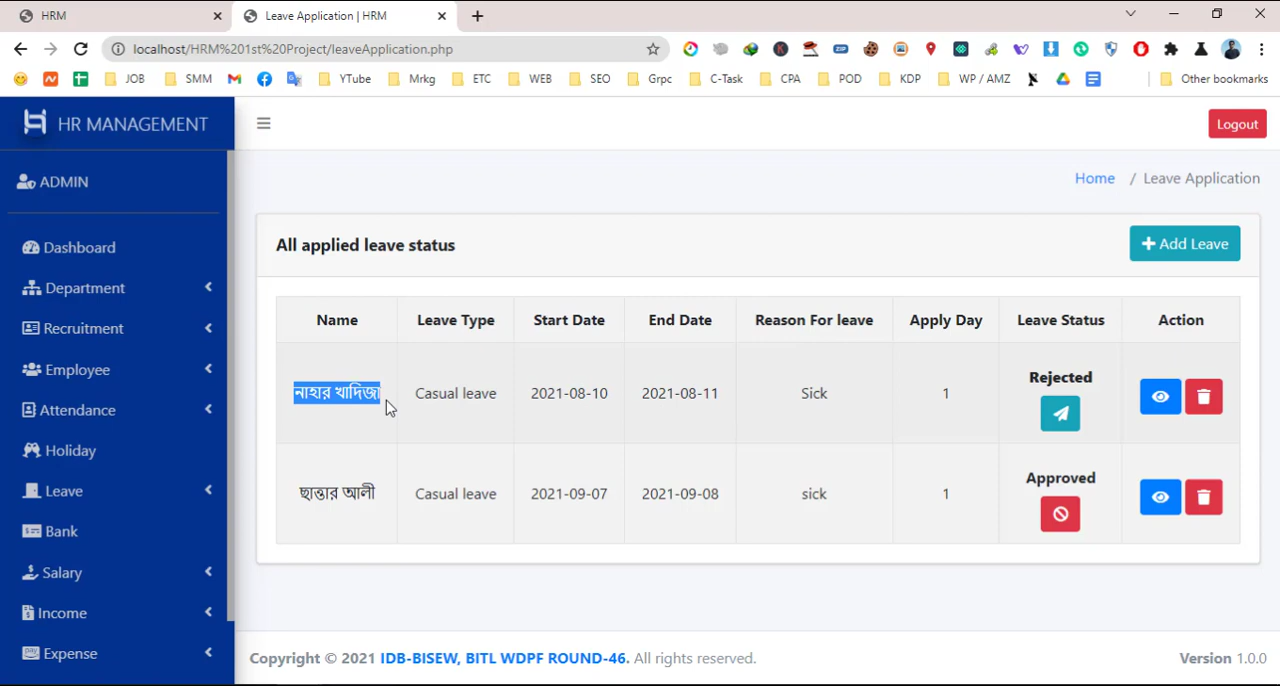 HRM
Leave Application | HRM
localhost/HRM%201st%20Project/leaveApplication.php
JOB SMM YTube Mrkg ETC WEB SEO Grpc C-Task CPA POD KDP WP / AMZ Other bookmarks
HR MANAGEMENT
Logout
ADMIN
Home / Leave Application
All applied leave status
Add Leave
Dashboard
Department
Recruitment
Employee
Attendance
Holiday
Leave
Bank
Salary
Income
Expense
Name Leave Type Start Date End Date Reason For leave Apply Day Leave Status Action
নাহার খাদিজা Casual leave 2021-08-10 2021-08-11 Sick 1 Rejected
ছাত্তার আলী Casual leave 2021-09-07 2021-09-08 sick 1 Approved
Copyright © 2021 IDB-BISEW, BITL WDPF ROUND-46. All rights reserved.
Version 1.0.0